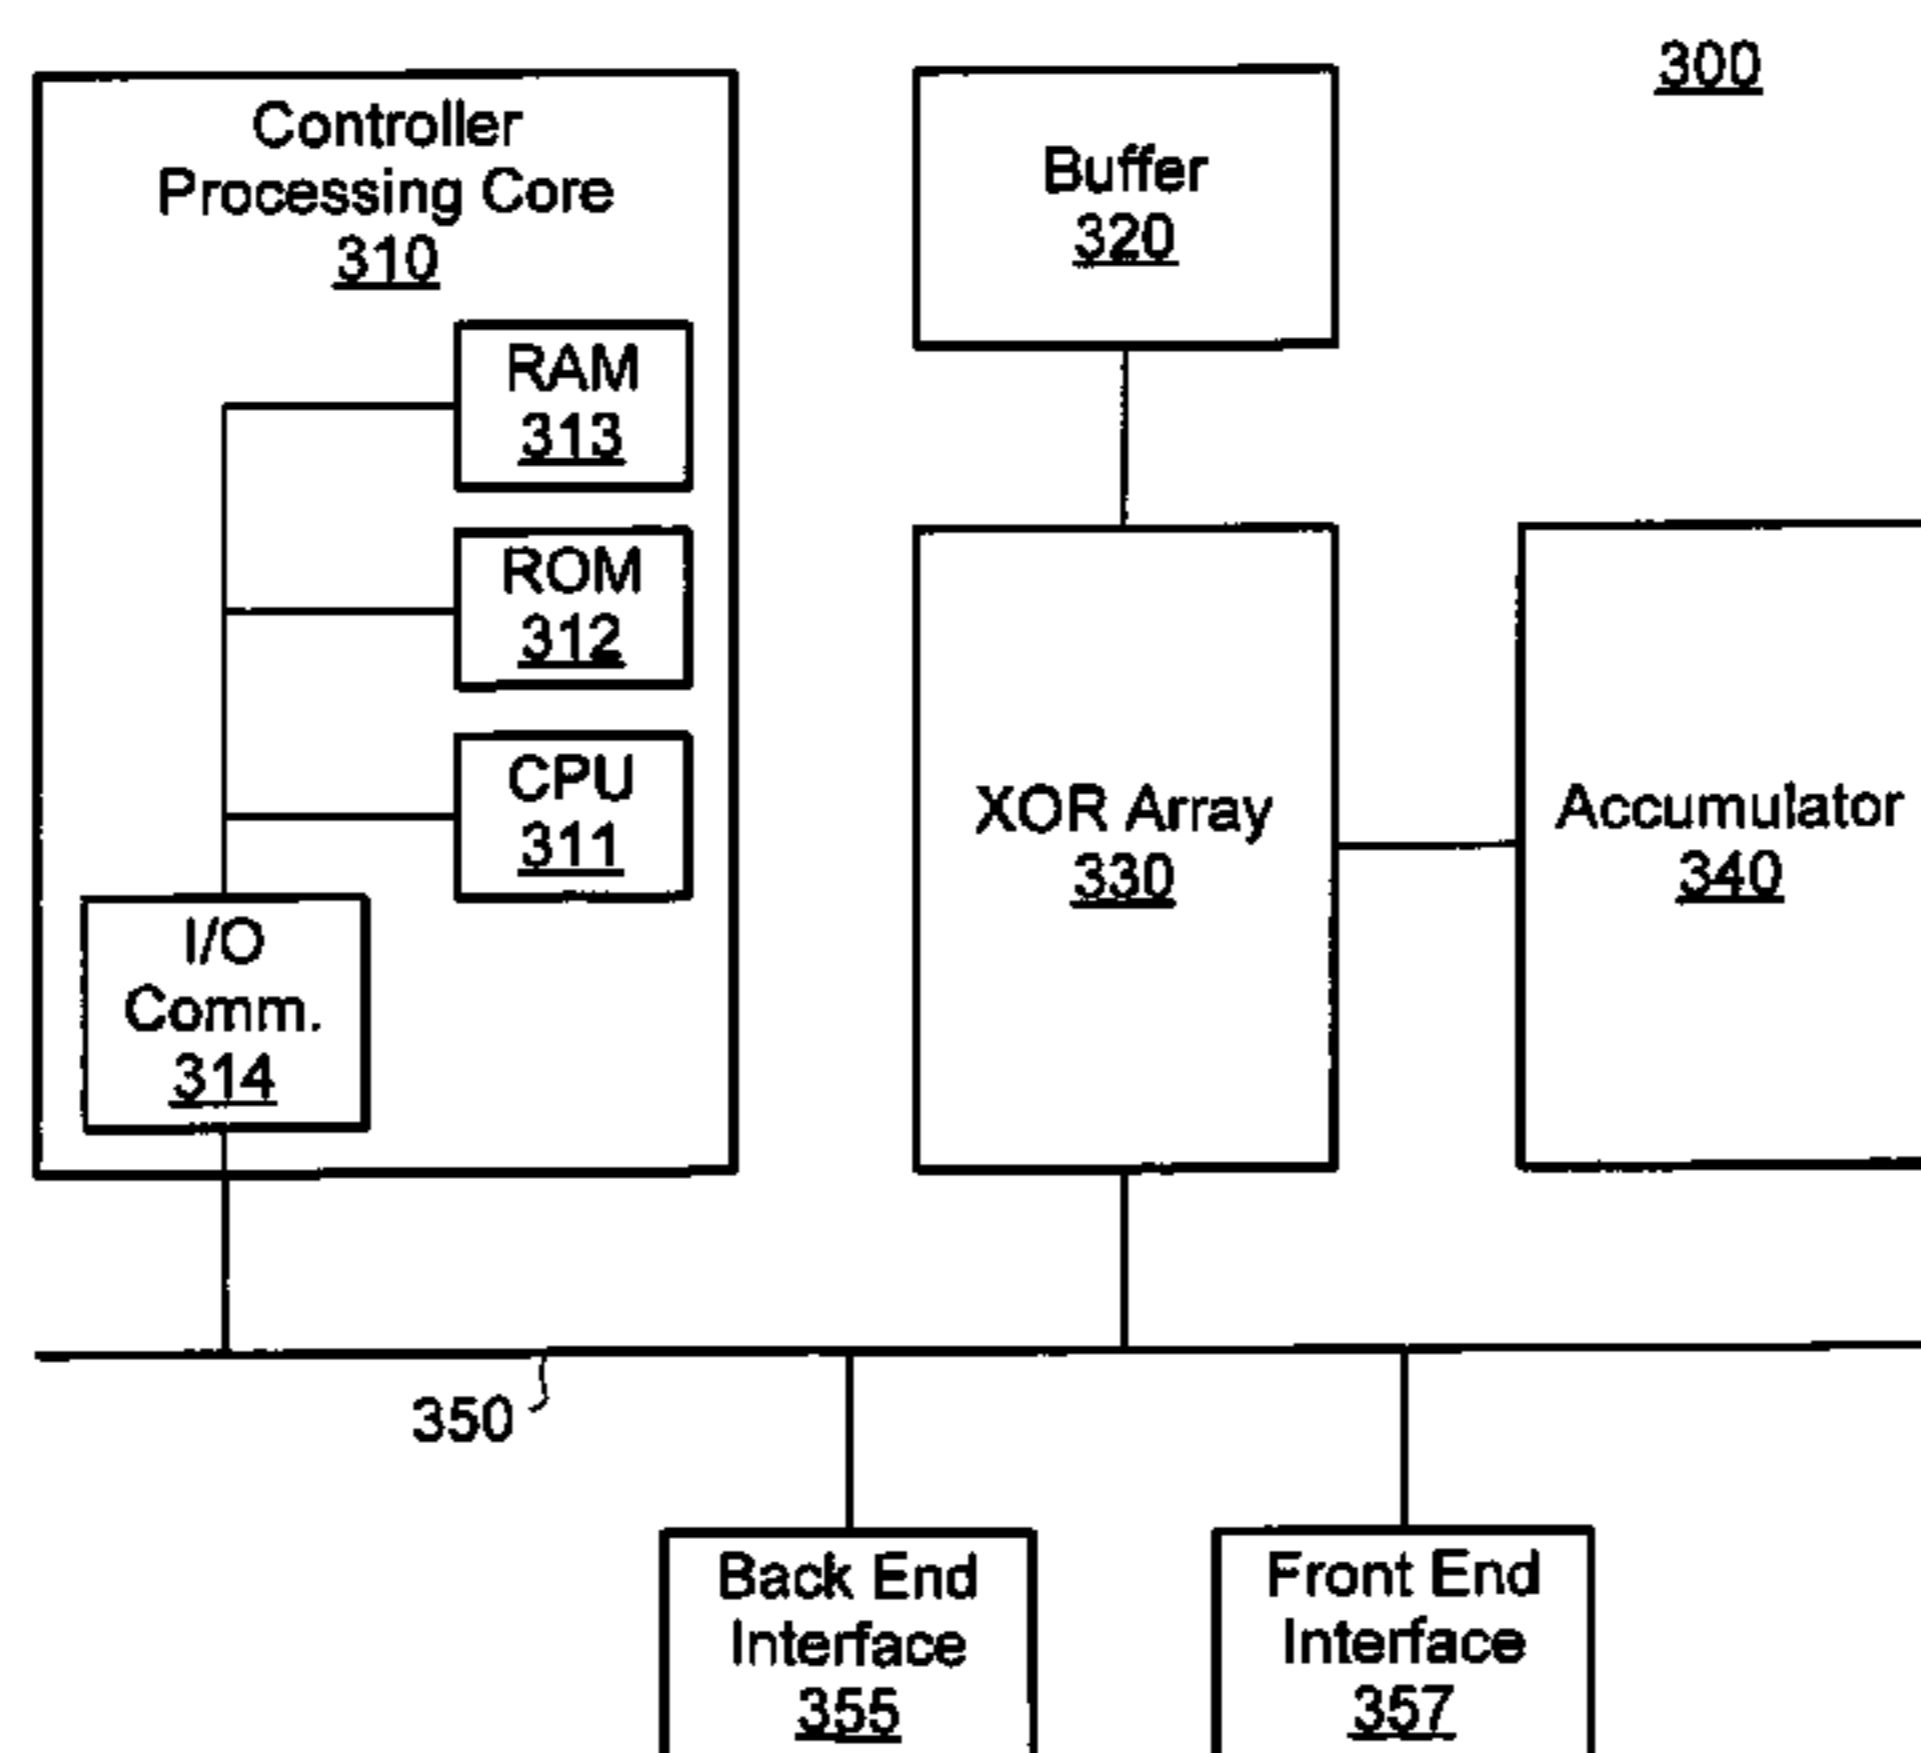 300
Controller
Processing Core
310
RAM
313
ROM
312
CPU
311
I/O
Comm.
314
Buffer
320
XOR Array
330
Accumulator
340
350
Back End
Interface
355
Front End
Interface
357